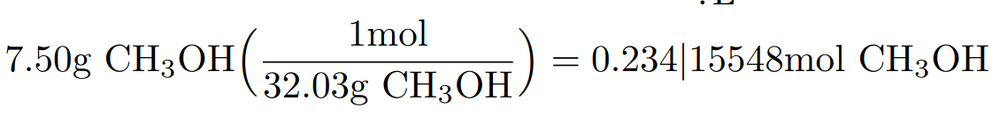 7.50g CH₃OH(1mol/32.03g CH₃OH) = 0.234|15548mol CH₃OH